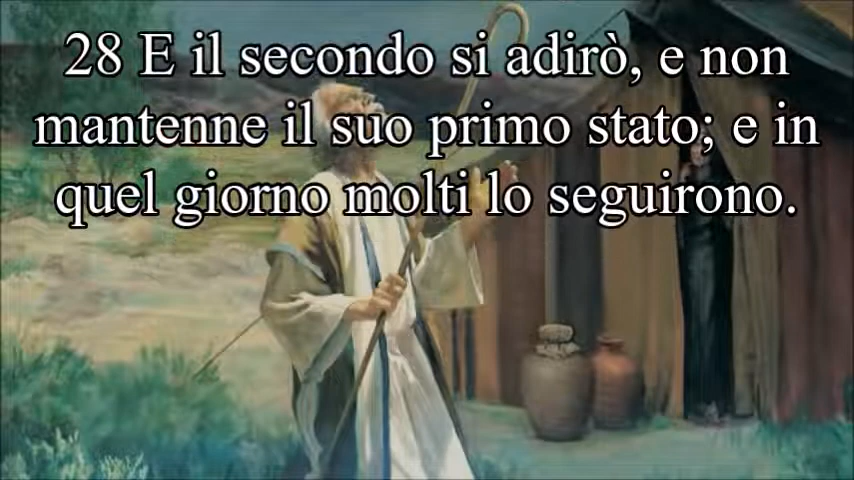 28 E il secondo si adirò, e non
mantenne il suo primo stato; e in
quel giorno molti lo seguirono.